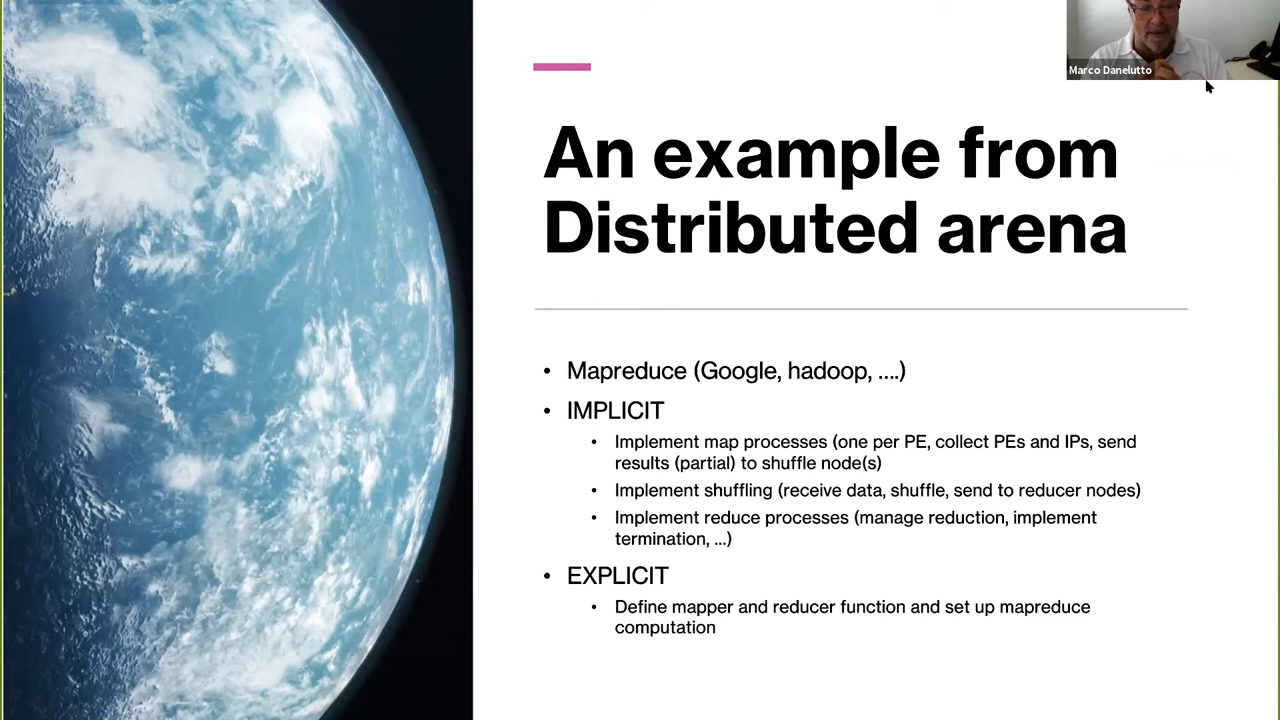 Marco Danelutto
An example from
Distributed arena
• Mapreduce (Google, hadoop, ....)
• IMPLICIT
• Implement map processes (one per PE, collect PEs and IPs, send
results (partial) to shuffle node(s)
• Implement shuffling (receive data, shuffle, send to reducer nodes)
• Implement reduce processes (manage reduction, implement
termination, ...)
• EXPLICIT
• Define mapper and reducer function and set up mapreduce
computation